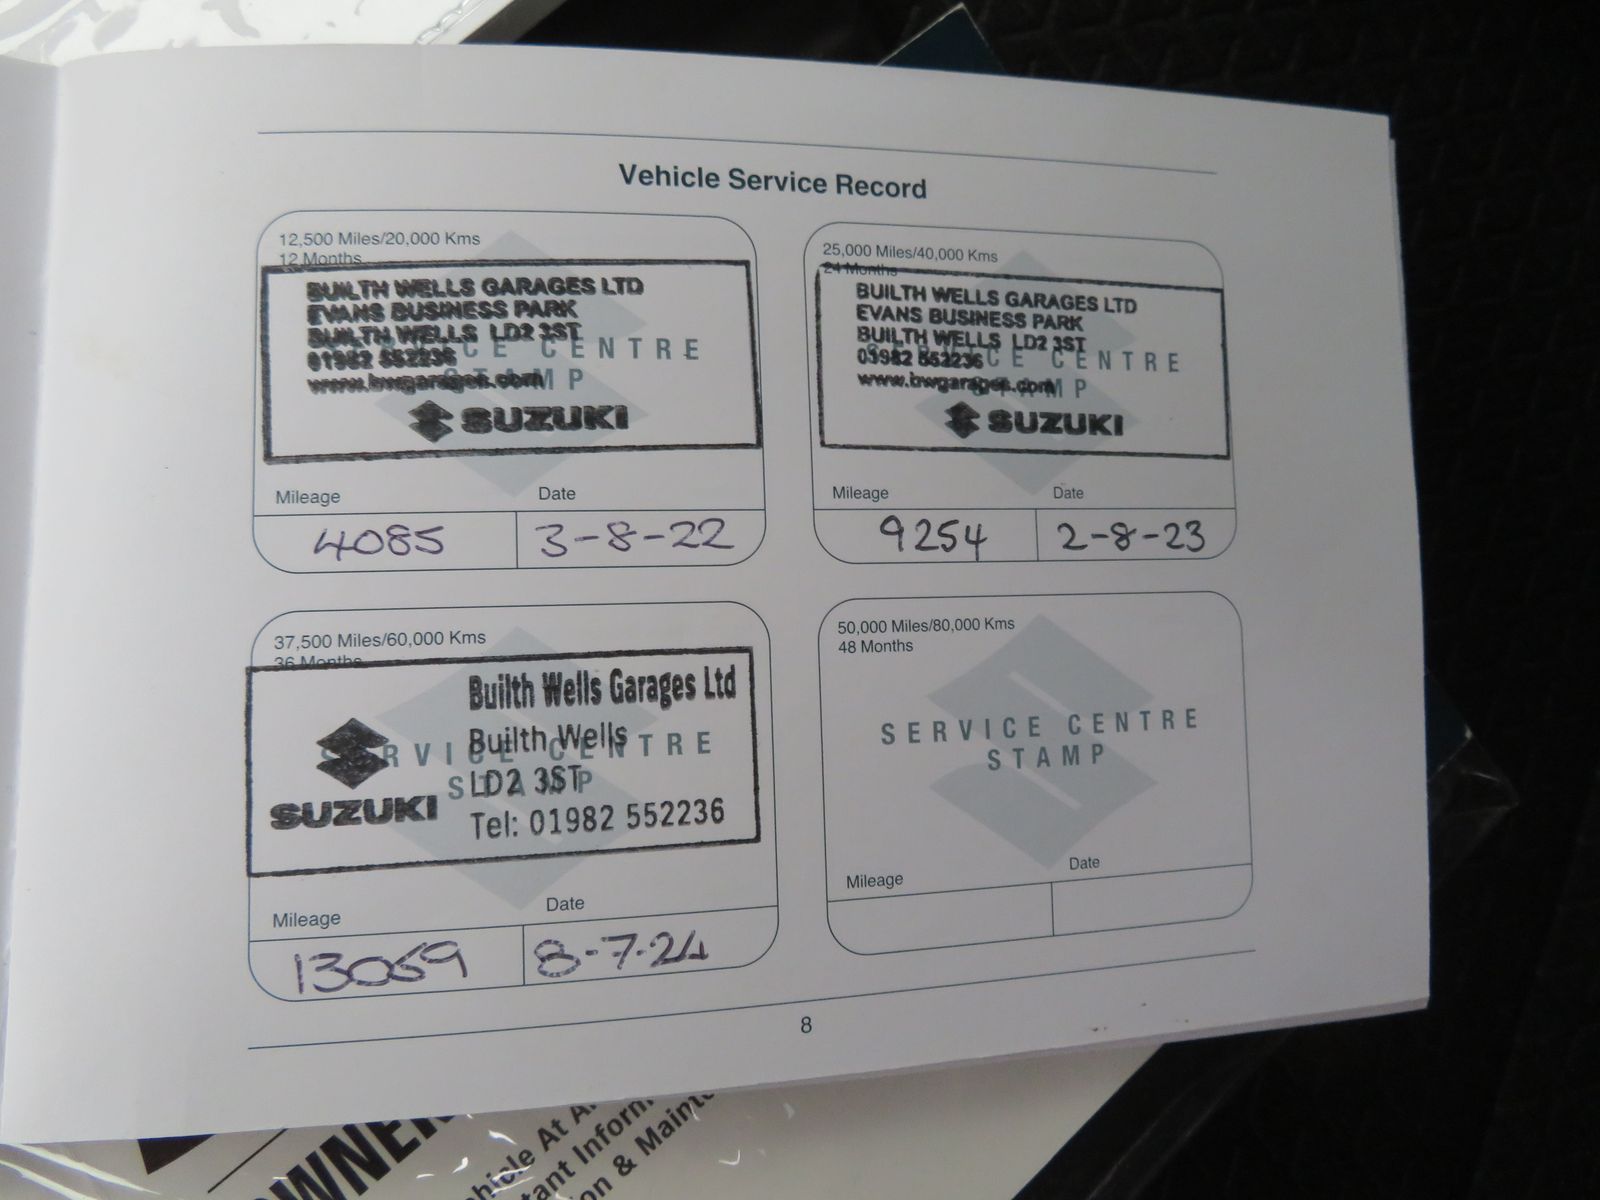 Vehicle Service Record
12,500 Miles/20,000 Kms
12 Months
BUILTH WELLS GARAGES LTD
EVANS BUSINESS PARK
BUILTH WELLS LD2 3ST
01982 552236
www.bwgarages.com
SUZUKI
SERVICE CENTRE
STAMP
Mileage Date
4085 3-8-22
25,000 Miles/40,000 Kms
24 Months
BUILTH WELLS GARAGES LTD
EVANS BUSINESS PARK
BUILTH WELLS LD2 3ST
01982 552236
www.bwgarages.com
SUZUKI
SERVICE CENTRE
STAMP
Mileage Date
9254 2-8-23
37,500 Miles/60,000 Kms
36 Months
Builth Wells Garages Ltd
Builth Wells
LD2 3ST
Tel: 01982 552236
SUZUKI
SERVICE CENTRE
STAMP
Mileage Date
13069 8-7-24
50,000 Miles/80,000 Kms
48 Months
SERVICE CENTRE
STAMP
Mileage Date
8